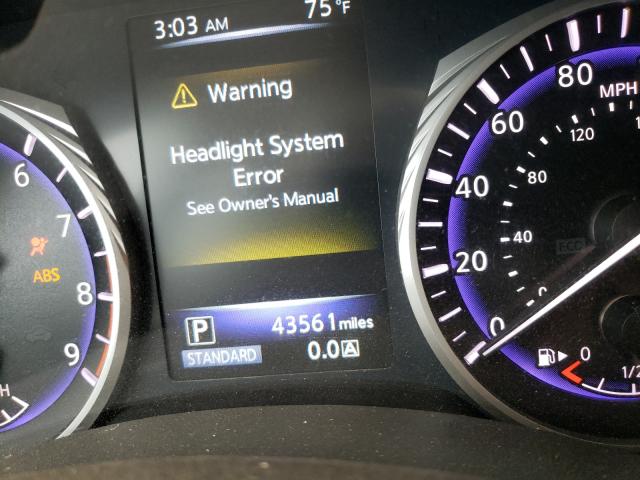 3:03 AM 75°F
Warning
Headlight System
Error
See Owner's Manual
P 43561 miles
STANDARD 0.0 A
6
7
8
9
ABS
H
80
60
40
20
0
MPH
120
80
40
0
0
1/2